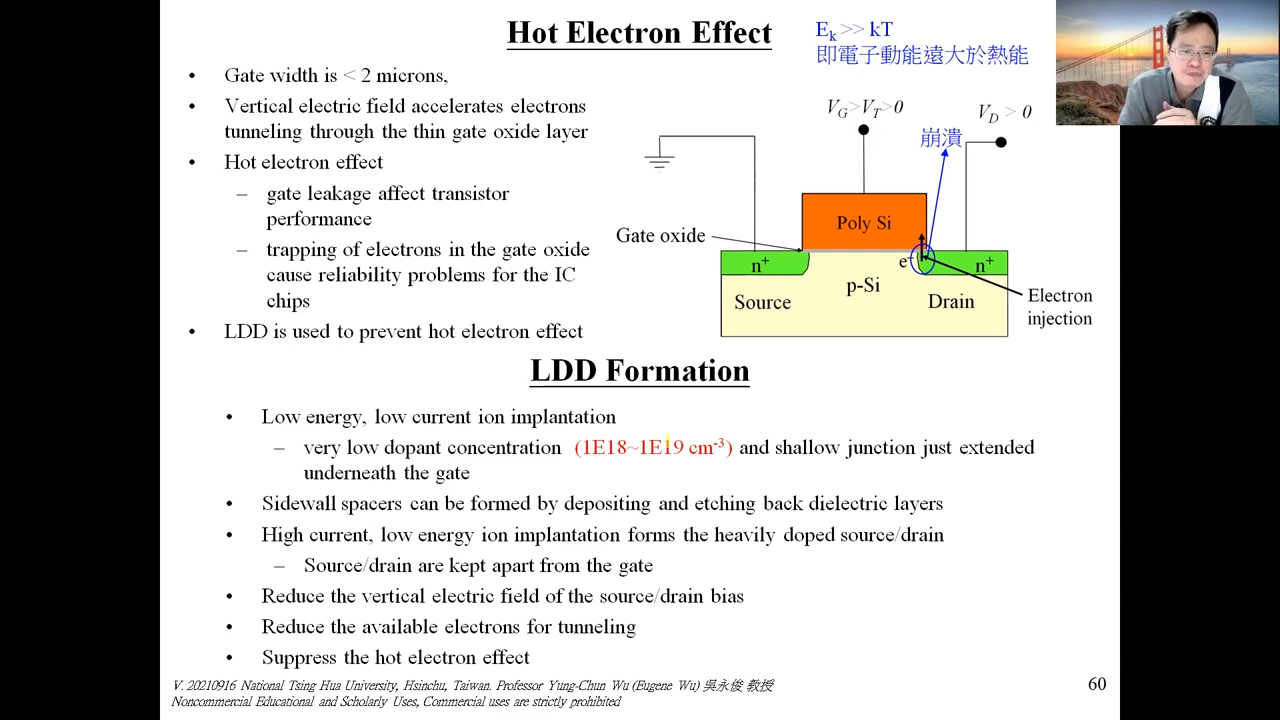 Hot Electron Effect
E_k >> kT
即電子動能遠大於熱能
• Gate width is < 2 microns,
• Vertical electric field accelerates electrons
tunneling through the thin gate oxide layer
• Hot electron effect
– gate leakage affect transistor
performance
– trapping of electrons in the gate oxide
cause reliability problems for the IC
chips
• LDD is used to prevent hot electron effect
V_G>V_T>0
V_D > 0
崩潰
Poly Si
Gate oxide
n⁺
e⁻
n⁺
p-Si
Source
Drain
Electron
injection
LDD Formation
• Low energy, low current ion implantation
– very low dopant concentration (1E18~1E19 cm⁻³) and shallow junction just extended
underneath the gate
• Sidewall spacers can be formed by depositing and etching back dielectric layers
• High current, low energy ion implantation forms the heavily doped source/drain
– Source/drain are kept apart from the gate
• Reduce the vertical electric field of the source/drain bias
• Reduce the available electrons for tunneling
• Suppress the hot electron effect
V. 20210916 National Tsing Hua University, Hsinchu, Taiwan. Professor Yung-Chun Wu (Eugene Wu) 吳永俊 教授
Noncommercial Educational and Scholarly Uses, Commercial uses are strictly prohibited
60